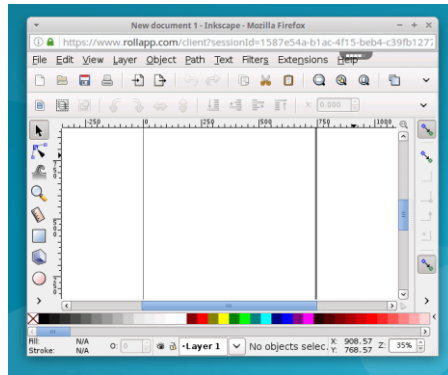 New document 1 - Inkscape - Mozilla Firefox
https://www.rollapp.com/client?sessionId=1587e54a-b1ac-4f15-beb4-c39fb1277
File Edit View Layer Object Path Text Filters Extensions Help
× 0.000
-250 0 250 500 750 1000
Fill: N/A
Stroke: N/A
O: 0
•Layer 1
No objects selec.
X: 908.57
Y: 768.57
Z: 35%